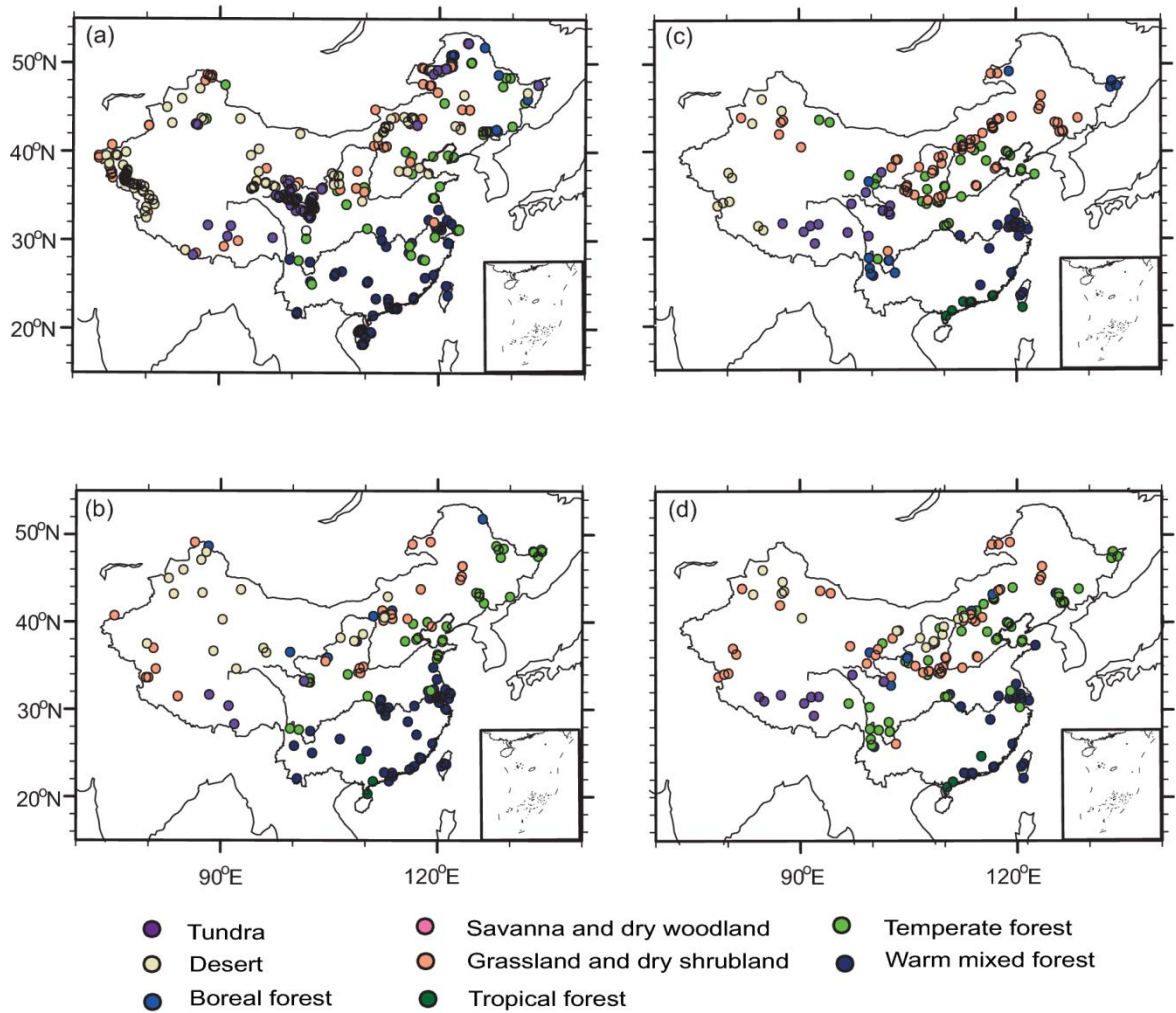 (a)
(c)
50°N
40°N
30°N
20°N
(b)
(d)
50°N
40°N
30°N
20°N
90°E 120°E 90°E 120°E
Tundra Savanna and dry woodland Temperate forest
Desert Grassland and dry shrubland Warm mixed forest
Boreal forest Tropical forest